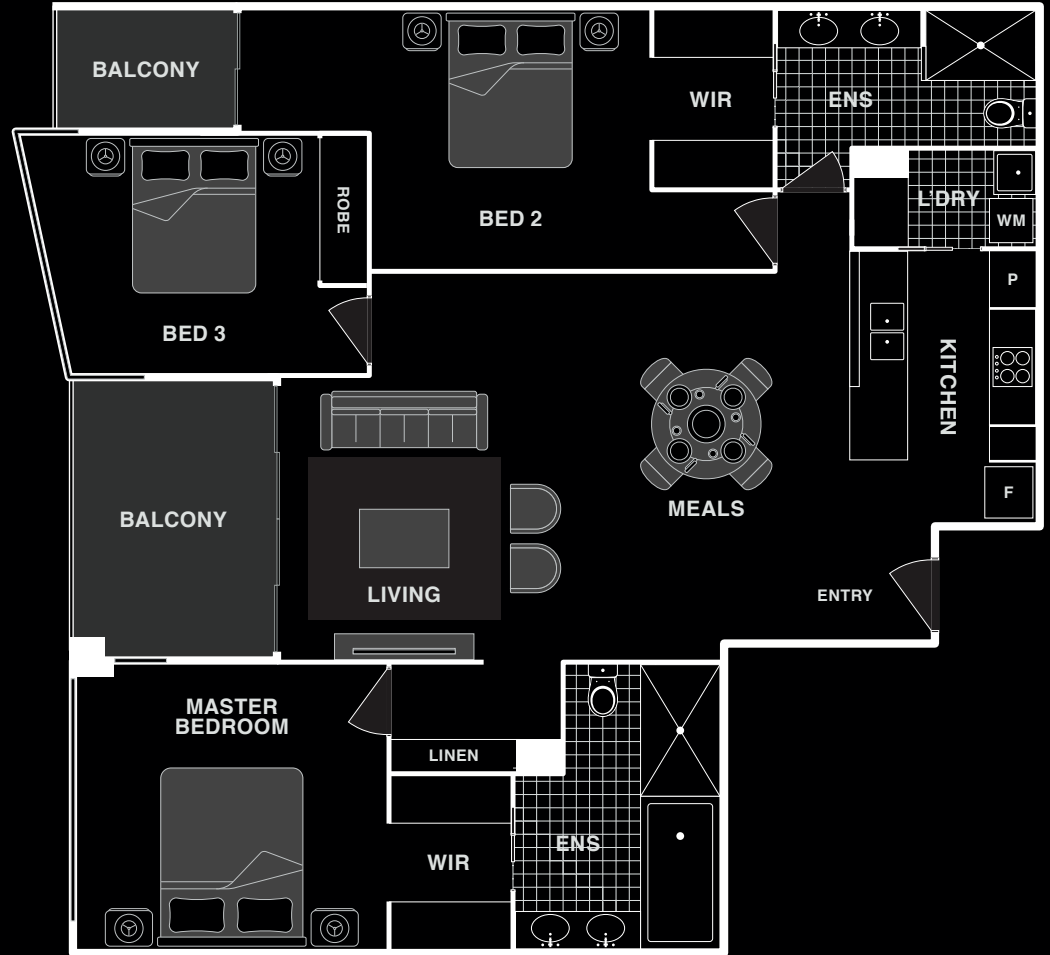 BALCONY
WIR
ENS
ROBE
BED 2
L'DRY
WM
BED 3
P
KITCHEN
F
MEALS
BALCONY
LIVING
ENTRY
MASTER
BEDROOM
LINEN
WIR
ENS